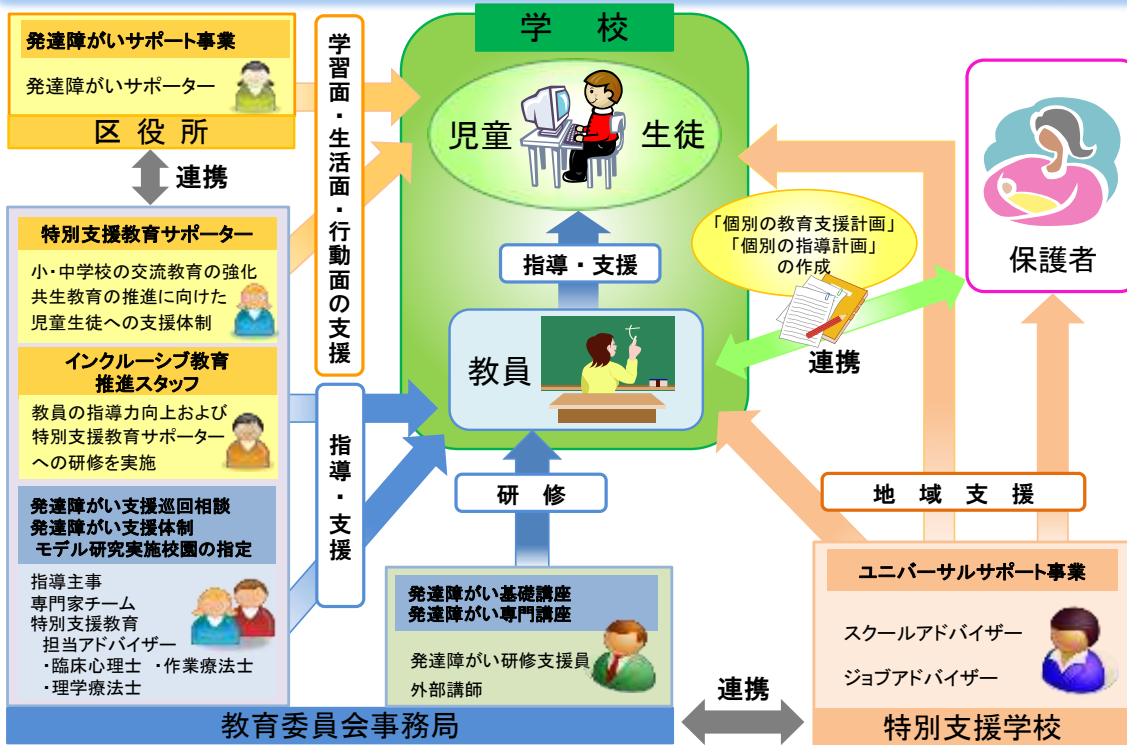 発達障がいサポート事業
発達障がいサポーター
区役所
連携
特別支援教育サポーター
小・中学校の交流教育の強化
共生教育の推進に向けた
児童生徒への支援体制
インクルーシブ教育
推進スタッフ
教員の指導力向上および
特別支援教育サポーター
への研修を実施
発達障がい支援巡回相談
発達障がい支援体制
モデル研究実施校園の指定
指導主事
専門家チーム
特別支援教育
担当アドバイザー
・臨床心理士 ・作業療法士
・理学療法士
教育委員会事務局
学習面・生活面・行動面の支援
指導・支援
学校
児童 生徒
指導・支援
教員
研修
発達障がい基礎講座
発達障がい専門講座
発達障がい研修支援員
外部講師
「個別の教育支援計画」
「個別の指導計画」
の作成
連携
保護者
地域支援
ユニバーサルサポート事業
スクールアドバイザー
ジョブアドバイザー
特別支援学校
連携